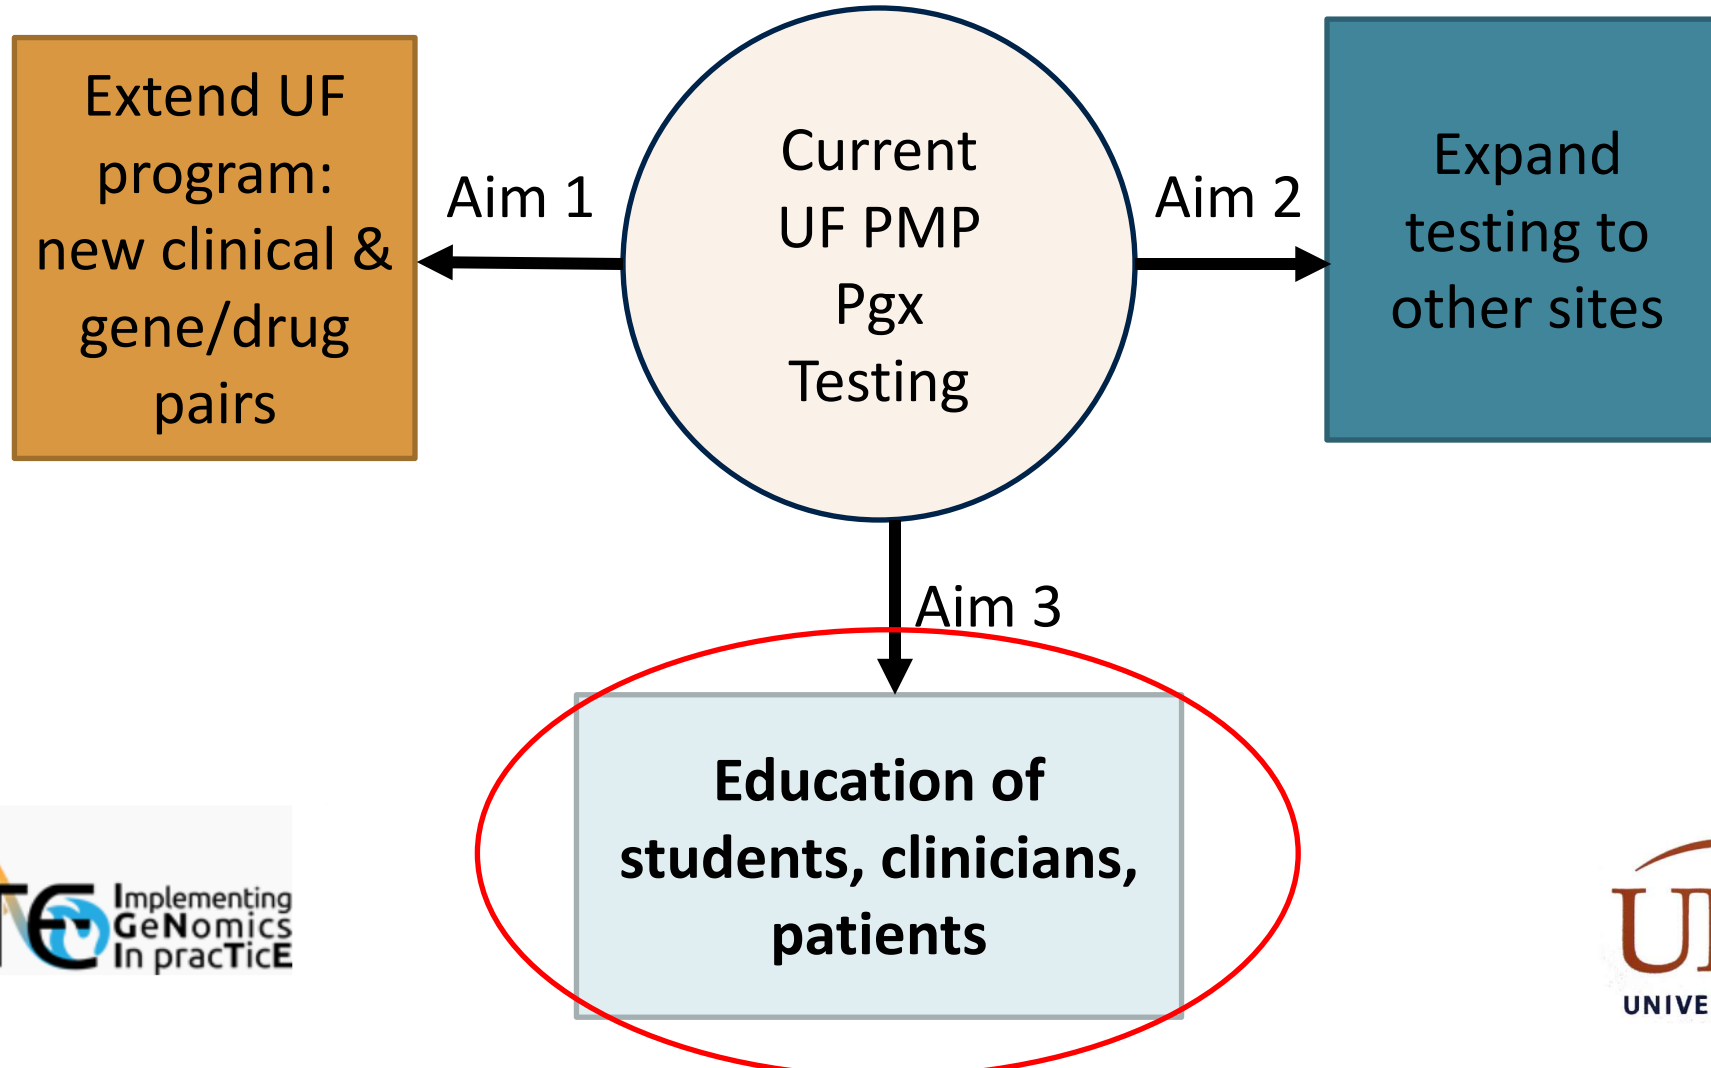 Extend UF
program:
new clinical &
gene/drug
pairs
Aim 1
Current
UF PMP
Pgx
Testing
Aim 2
Expand
testing to
other sites
Aim 3
Education of
students, clinicians,
patients
Implementing
GeNomics
In pracTicE